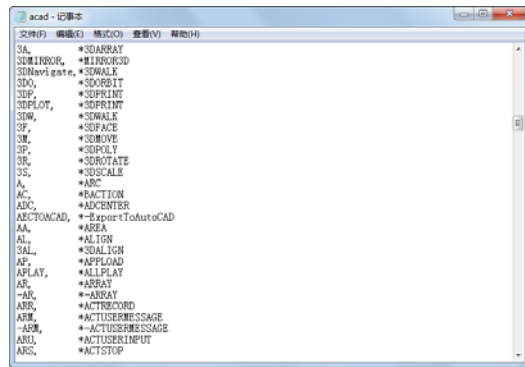 acad - 记事本
文件(F) 编辑(E) 格式(O) 查看(V) 帮助(H)
3A, *3DARRAY
3DMIRROR, *MIRROR3D
3DNavigate,*3DWALK
3DO, *3DORBIT
3DP, *3DPRINT
3DPLOT, *3DPRINT
3DW, *3DWALK
3F, *3DFACE
3M, *3DMOVE
3P, *3DPOLY
3R, *3DROTATE
3S, *3DSCALE
A, *ARC
AC, *BACTION
ADC, *ADCENTER
AECTOACAD, *-ExportToAutoCAD
AA, *AREA
AL, *ALIGN
3AL, *3DALIGN
AP, *APPLOAD
APLAY, *ALLPLAY
AR, *ARRAY
-AR, *-ARRAY
ARR, *ACTRECORD
ARM, *ACTUSERMESSAGE
-ARM, *-ACTUSERMESSAGE
ARU, *ACTUSERINPUT
ARS, *ACTSTOP